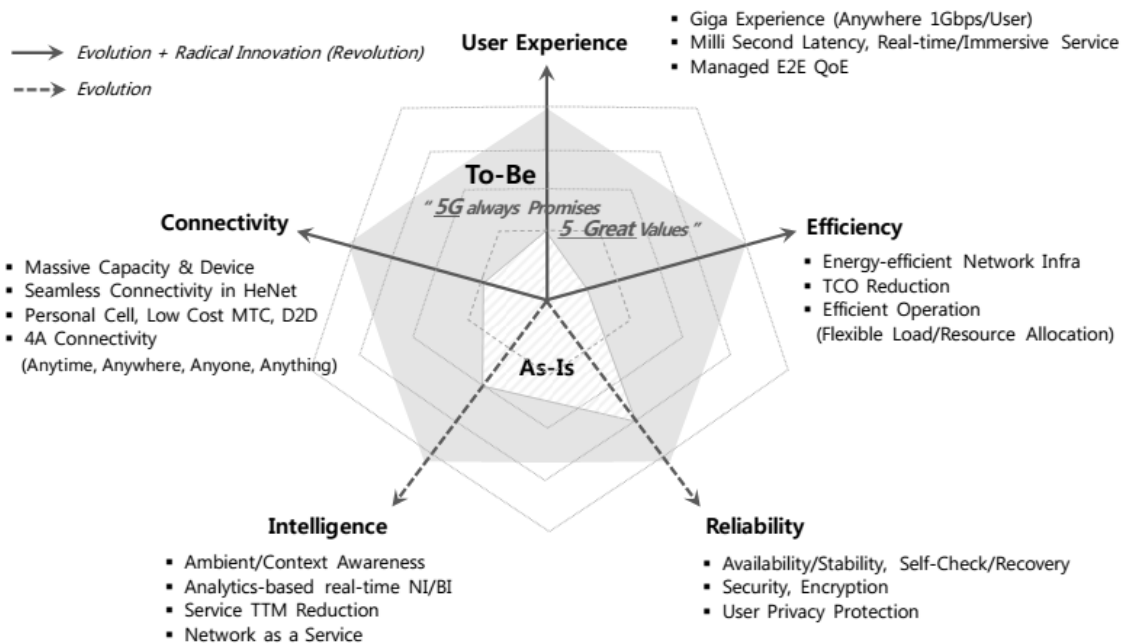 Evolution + Radical Innovation (Revolution)
Evolution
User Experience
▪ Giga Experience (Anywhere 1Gbps/User)
▪ Milli Second Latency, Real-time/Immersive Service
▪ Managed E2E QoE
To-Be
“ 5G always Promises
5 Great Values ”
Connectivity
▪ Massive Capacity & Device
▪ Seamless Connectivity in HeNet
▪ Personal Cell, Low Cost MTC, D2D
▪ 4A Connectivity
(Anytime, Anywhere, Anyone, Anything)
Efficiency
▪ Energy-efficient Network Infra
▪ TCO Reduction
▪ Efficient Operation
(Flexible Load/Resource Allocation)
As-Is
Intelligence
▪ Ambient/Context Awareness
▪ Analytics-based real-time NI/BI
▪ Service TTM Reduction
▪ Network as a Service
Reliability
▪ Availability/Stability, Self-Check/Recovery
▪ Security, Encryption
▪ User Privacy Protection